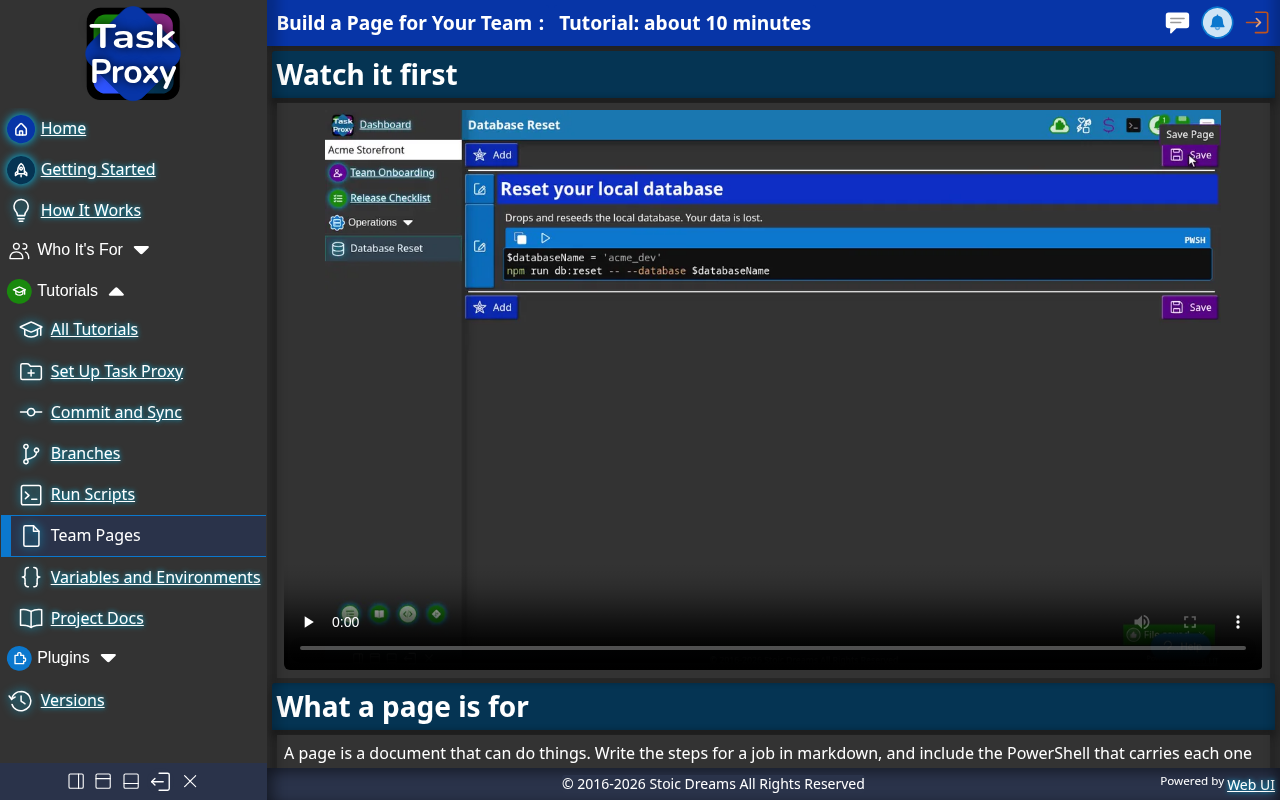 Task
Proxy
Home
Getting Started
How It Works
Who It's For
Tutorials
All Tutorials
Set Up Task Proxy
Commit and Sync
Branches
Run Scripts
Team Pages
Variables and Environments
Project Docs
Plugins
Versions
Build a Page for Your Team : Tutorial: about 10 minutes
Watch it first
Task
Proxy
Dashboard
Acme Storefront
Team Onboarding
Release Checklist
Operations
Database Reset
Database Reset
Save Page
Add
Save
Reset your local database
Drops and reseeds the local database. Your data is lost.
PWSH
$databaseName = 'acme_dev'
npm run db:reset -- --database $databaseName
Add
Save
0:00
What a page is for
A page is a document that can do things. Write the steps for a job in markdown, and include the PowerShell that carries each one
© 2016-2026 Stoic Dreams All Rights Reserved
Powered by Web UI